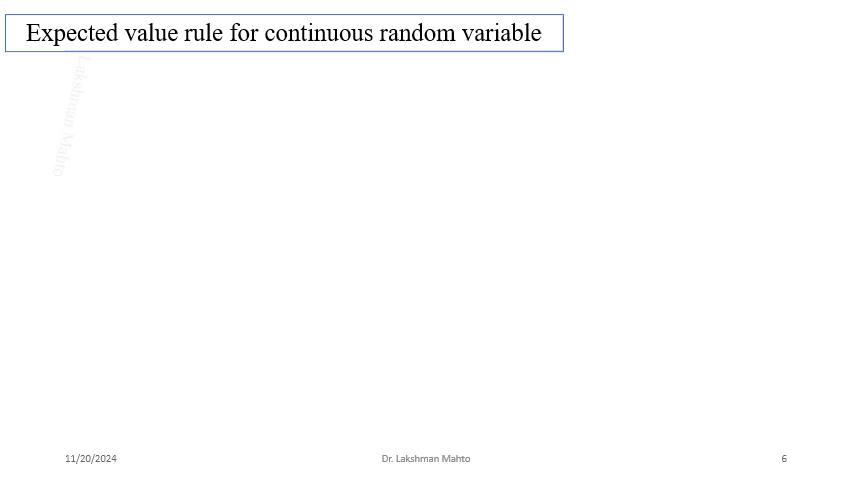 Expected value rule for continuous random variable
Lakshman Mahto
11/20/2024
Dr. Lakshman Mahto
6